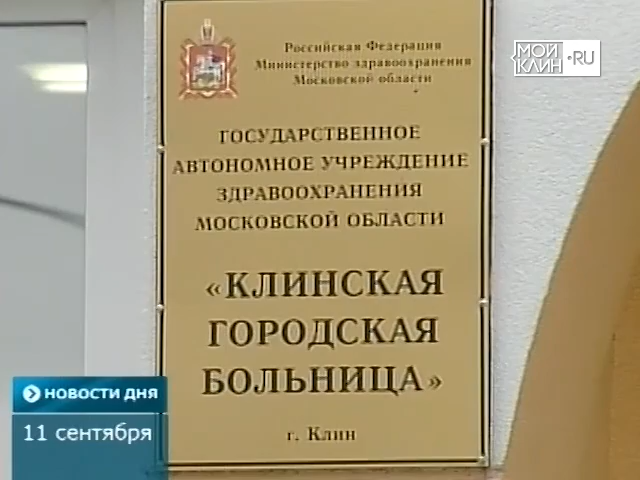 Российская Федерация
Министерство здравоохранения
Московской области
ГОСУДАРСТВЕННОЕ
АВТОНОМНОЕ УЧРЕЖДЕНИЕ
ЗДРАВООХРАНЕНИЯ
МОСКОВСКОЙ ОБЛАСТИ
«КЛИНСКАЯ
ГОРОДСКАЯ
БОЛЬНИЦА»
г. Клин
МОЙ
КЛИН.RU
НОВОСТИ ДНЯ
11 сентября